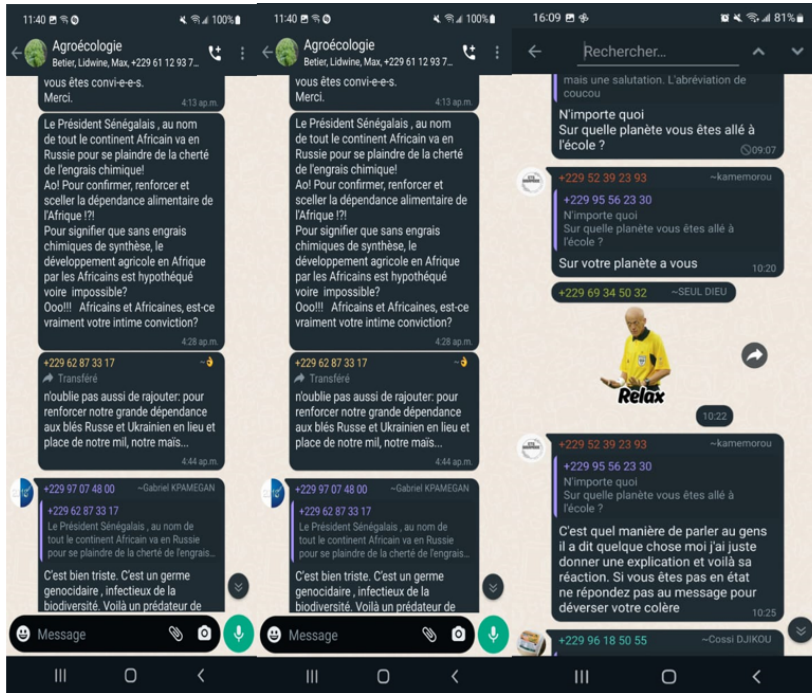 11:40
100%
Agroécologie
Betier, Lidwine, Max, +229 61 12 93 7...
vous êtes convi-e-e-s.
Merci.
4:13 ap.m.
Le Président Sénégalais , au nom
de tout le continent Africain va en
Russie pour se plaindre de la cherté
de l'engrais chimique!
Ao! Pour confirmer, renforcer et
sceller la dépendance alimentaire de
l'Afrique !?!
Pour signifier que sans engrais
chimiques de synthèse, le
développement agricole en Afrique
par les Africains est hypothéqué
voire impossible?
Ooo!!! Africains et Africaines, est-ce
vraiment votre intime conviction?
4:28 ap.m.
+229 62 87 33 17
~👌
Transféré
n'oublie pas aussi de rajouter: pour
renforcer notre grande dépendance
aux blés Russe et Ukrainien en lieu et
place de notre mil, notre maïs...
4:44 ap.m.
+229 97 07 48 00 ~Gabriel KPAMEGAN
+229 62 87 33 17
Le Président Sénégalais , au nom de
tout le continent Africain va en Russie
pour se plaindre de la cherté de l'engrais...
C'est bien triste. C'est un germe
genocidaire , infectieux de la
biodiversité. Voilà un prédateur de
Message
11:40
100%
Agroécologie
Betier, Lidwine, Max, +229 61 12 93 7...
vous êtes convi-e-e-s.
Merci.
4:13 ap.m.
Le Président Sénégalais , au nom
de tout le continent Africain va en
Russie pour se plaindre de la cherté
de l'engrais chimique!
Ao! Pour confirmer, renforcer et
sceller la dépendance alimentaire de
l'Afrique !?!
Pour signifier que sans engrais
chimiques de synthèse, le
développement agricole en Afrique
par les Africains est hypothéqué
voire impossible?
Ooo!!! Africains et Africaines, est-ce
vraiment votre intime conviction?
4:28 ap.m.
+229 62 87 33 17
~👌
Transféré
n'oublie pas aussi de rajouter: pour
renforcer notre grande dépendance
aux blés Russe et Ukrainien en lieu et
place de notre mil, notre maïs...
4:44 ap.m.
+229 97 07 48 00 ~Gabriel KPAMEGAN
+229 62 87 33 17
Le Président Sénégalais , au nom de
tout le continent Africain va en Russie
pour se plaindre de la cherté de l'engrais...
C'est bien triste. C'est un germe
genocidaire , infectieux de la
biodiversité. Voilà un prédateur de
Message
16:09
81%
Rechercher...
mais une salutation. L'abréviation de
coucou
N'importe quoi
Sur quelle planète vous êtes allé à
l'école ?
09:07
+229 52 39 23 93 ~kamemorou
+229 95 56 23 30
N'importe quoi
Sur quelle planète vous êtes allé à
l'école ?
Sur votre planète a vous
10:20
+229 69 34 50 32 ~SEUL DIEU
Relax
10:22
+229 52 39 23 93 ~kamemorou
+229 95 56 23 30
N'importe quoi
Sur quelle planète vous êtes allé à
l'école ?
C'est quel manière de parler au gens
il a dit quelque chose moi j'ai juste
donner une explication et voilà sa
réaction. Si vous êtes pas en état
ne répondez pas au message pour
déverser votre colère
10:25
+229 96 18 50 55 ~Cossi DJIKOU